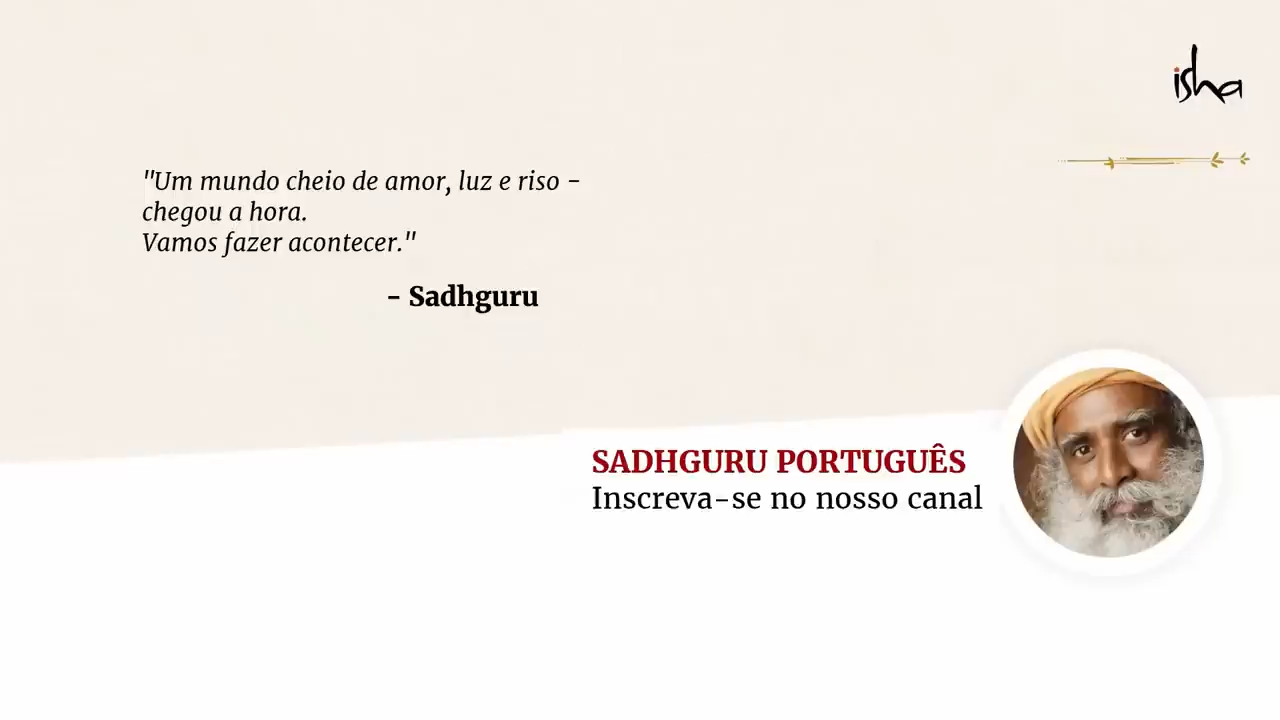 isha
"Um mundo cheio de amor, luz e riso –
chegou a hora.
Vamos fazer acontecer."
– Sadhguru
SADHGURU PORTUGUÊS
Inscreva-se no nosso canal